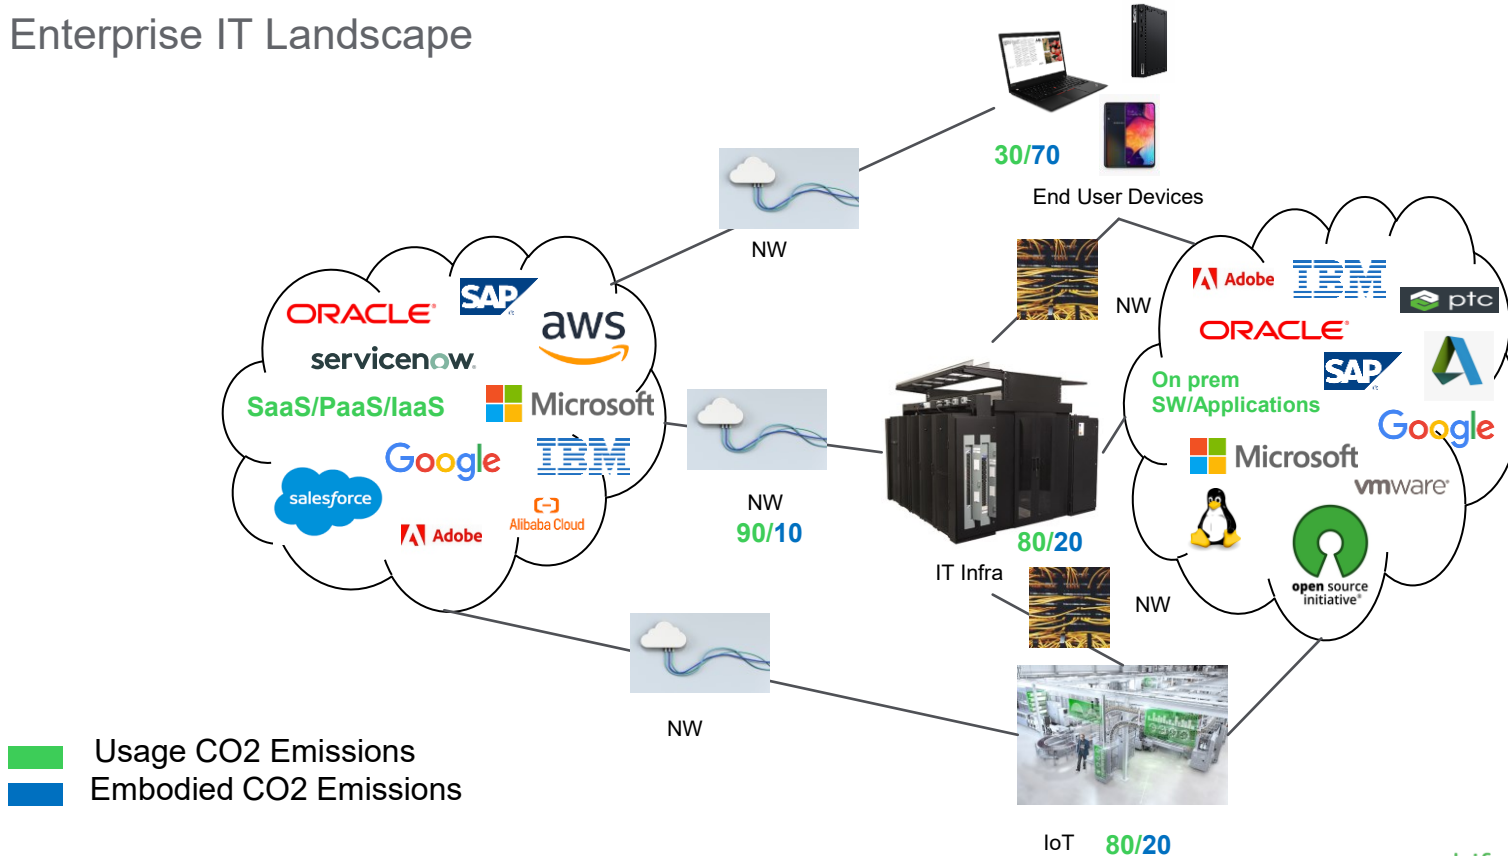 Enterprise IT Landscape
30/70
End User Devices
NW
NW
ORACLE
SAP
aws
servicenow
SaaS/PaaS/IaaS
Microsoft
Google
IBM
salesforce
Adobe
Alibaba Cloud
NW
90/10
80/20
IT Infra
NW
Adobe
IBM
ptc
ORACLE
SAP
On prem
SW/Applications
Google
Microsoft
vmware
open source
initiative
NW
Usage CO2 Emissions
Embodied CO2 Emissions
IoT 80/20